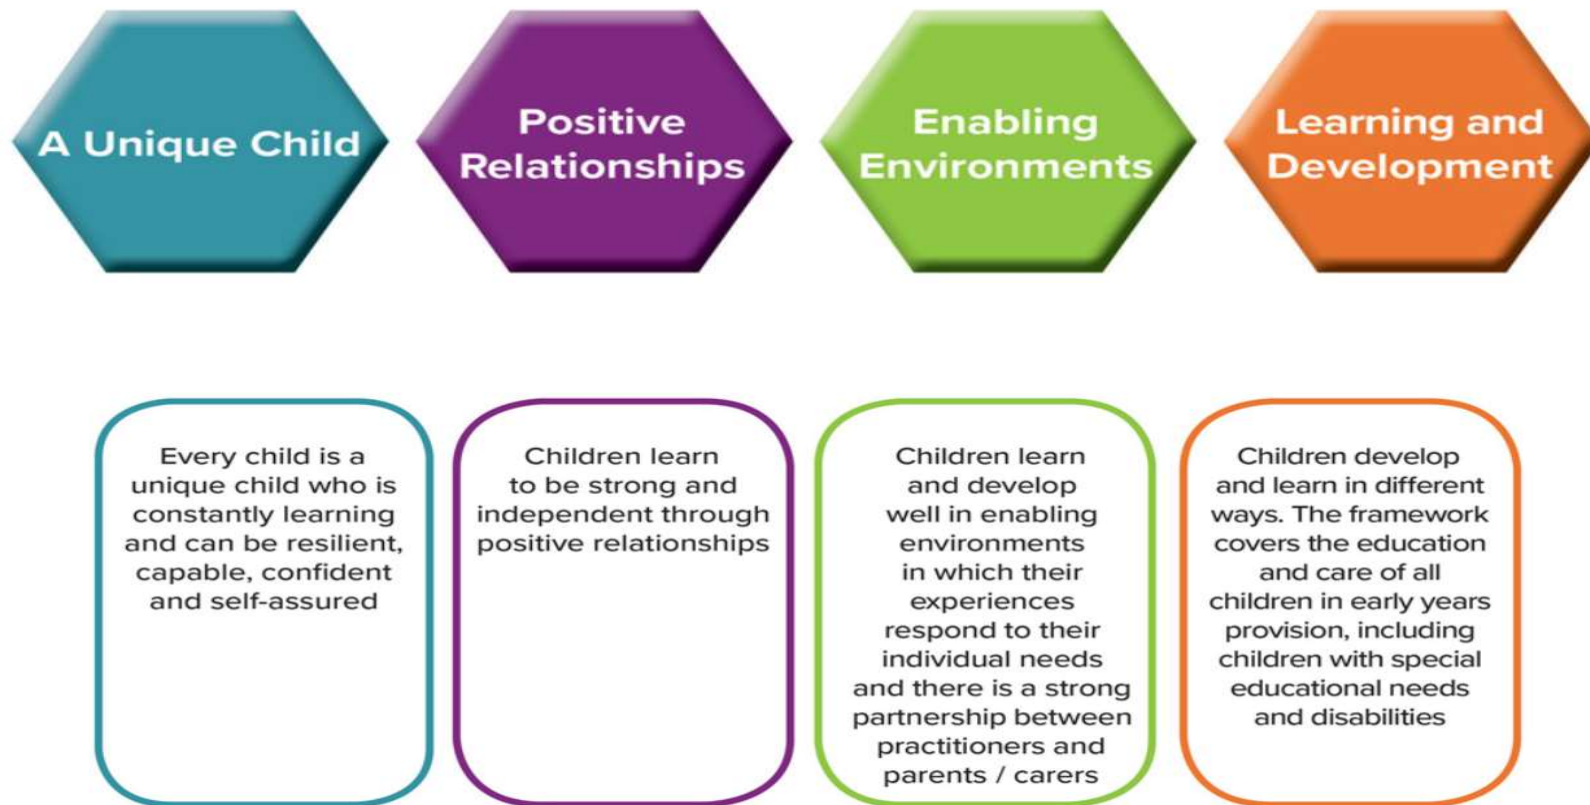 A Unique Child
Positive
Relationships
Enabling
Environments
Learning and
Development
Every child is a
unique child who is
constantly learning
and can be resilient,
capable, confident
and self-assured
Children learn
to be strong and
independent through
positive relationships
Children learn
and develop
well in enabling
environments
in which their
experiences
respond to their
individual needs
and there is a strong
partnership between
practitioners and
parents / carers
Children develop
and learn in different
ways. The framework
covers the education
and care of all
children in early years
provision, including
children with special
educational needs
and disabilities